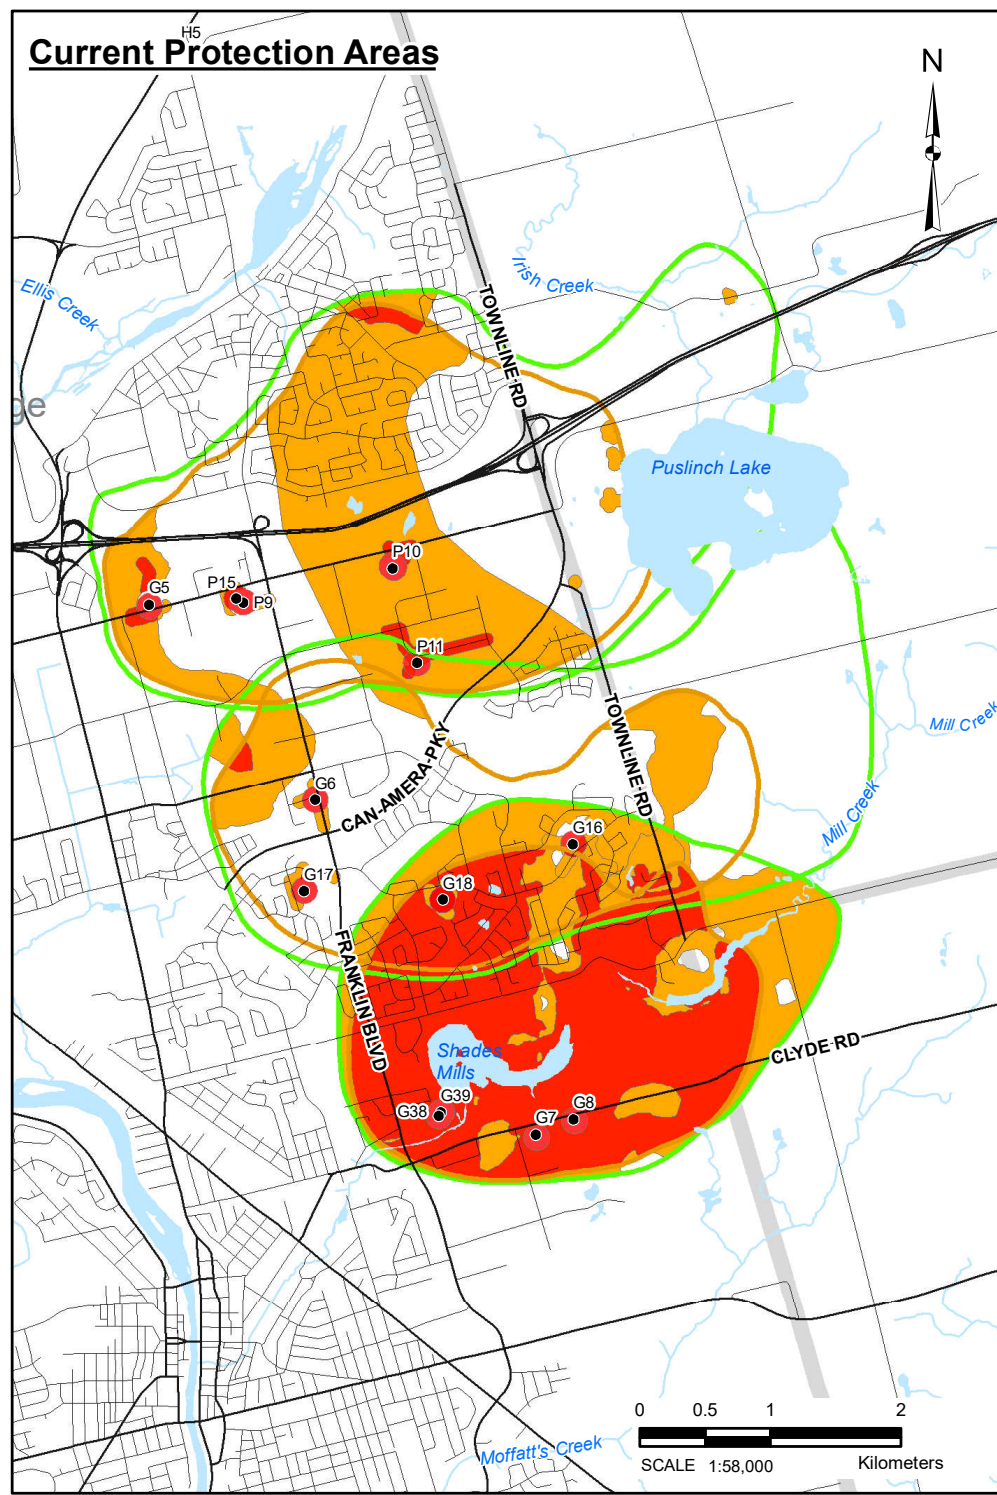 H5
Current Protection Areas
N
Irish Creek
Ellis Creek
TOWNLINE RD
ge
Puslinch Lake
P10
G5
P15
P9
P11
TOWNLINE RD
Mill Creek
CAN-AMERA-PKY
G6
Mill Creek
G16
G17
G18
FRANKLIN BLVD
CLYDE RD
Shades
Mills
G39
G38
G8
G7
0 0.5 1 2
SCALE 1:58,000 Kilometers
Moffatt's Creek